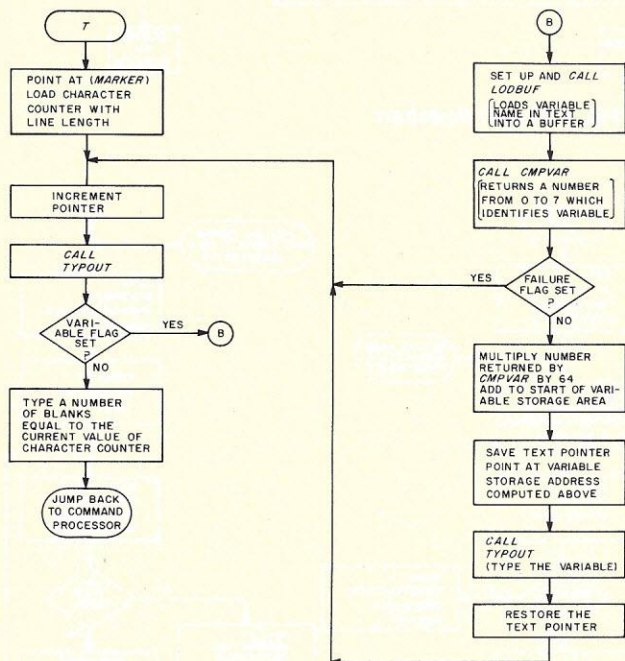 T
POINT AT (MARKER)
LOAD CHARACTER
COUNTER WITH
LINE LENGTH
INCREMENT
POINTER
CALL
TYPOUT
VARI-
ABLE FLAG
SET
?
YES
B
NO
TYPE A NUMBER
OF BLANKS
EQUAL TO THE
CURRENT VALUE OF
CHARACTER COUNTER
JUMP BACK
TO COMMAND
PROCESSOR
B
SET UP AND CALL
LODBUF
[LOADS VARIABLE
NAME IN TEXT
INTO A BUFFER]
CALL CMPVAR
[RETURNS A NUMBER
FROM 0 TO 7 WHICH
IDENTIFIES VARIABLE]
FAILURE
FLAG SET
?
YES
NO
MULTIPLY NUMBER
RETURNED BY
CMPVAR BY 64
ADD TO START OF VARI-
ABLE STORAGE AREA
SAVE TEXT POINTER
POINT AT VARIABLE
STORAGE ADDRESS
COMPUTED ABOVE
CALL
TYPOUT
(TYPE THE VARIABLE)
RESTORE THE
TEXT POINTER